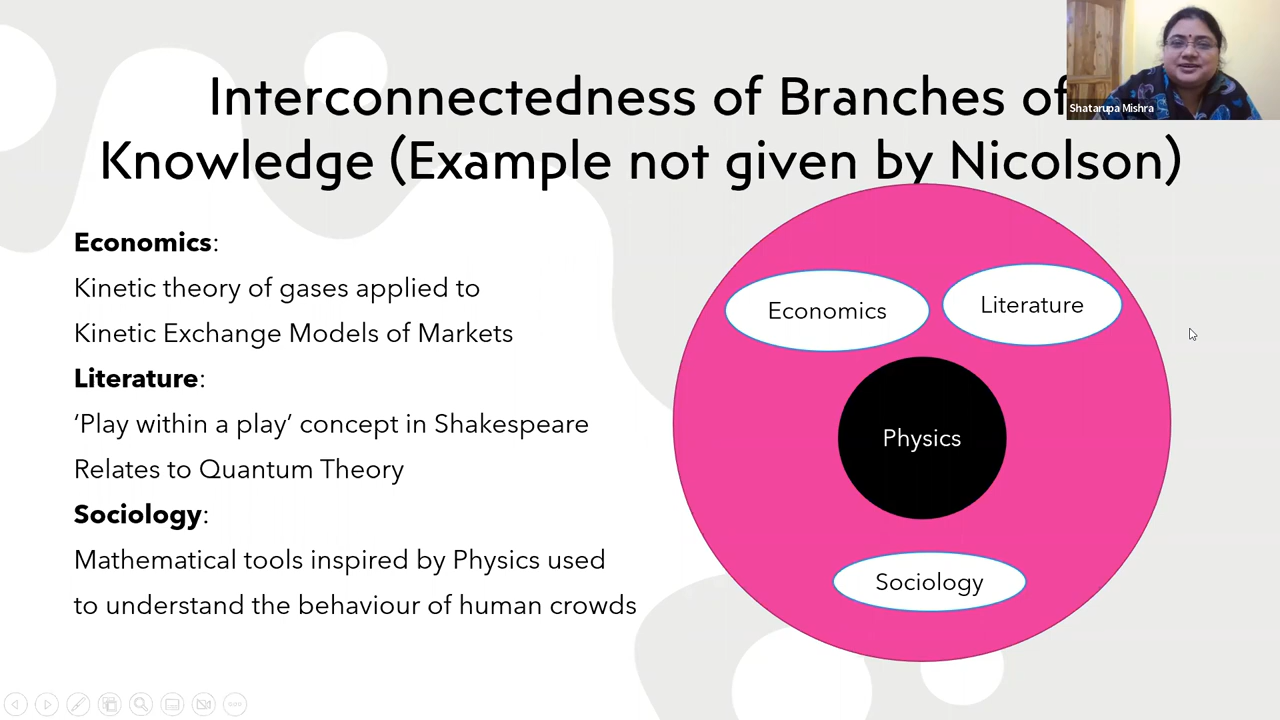 Interconnectedness of Branches of
Knowledge (Example not given by Nicolson)
Shatarupa Mishra
Economics:
Kinetic theory of gases applied to
Kinetic Exchange Models of Markets
Literature:
‘Play within a play’ concept in Shakespeare
Relates to Quantum Theory
Sociology:
Mathematical tools inspired by Physics used
to understand the behaviour of human crowds
Economics
Literature
Physics
Sociology